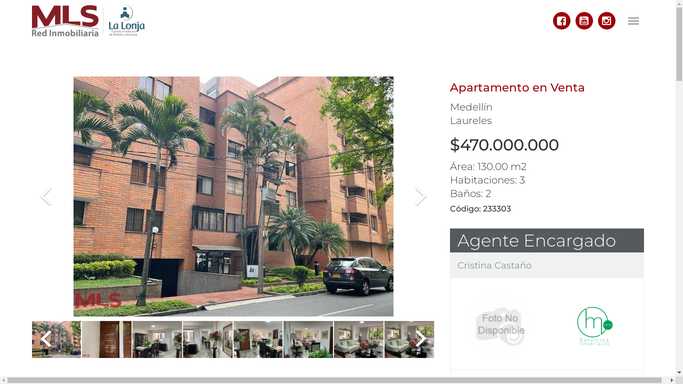 MLS
Red Inmobiliaria
La Lonja
Apartamento en Venta
Medellín
Laureles
$470.000.000
Área: 130.00 m2
Habitaciones: 3
Baños: 2
Código: 233303
Agente Encargado
Cristina Castaño
MLS
Foto No
Disponible
hm